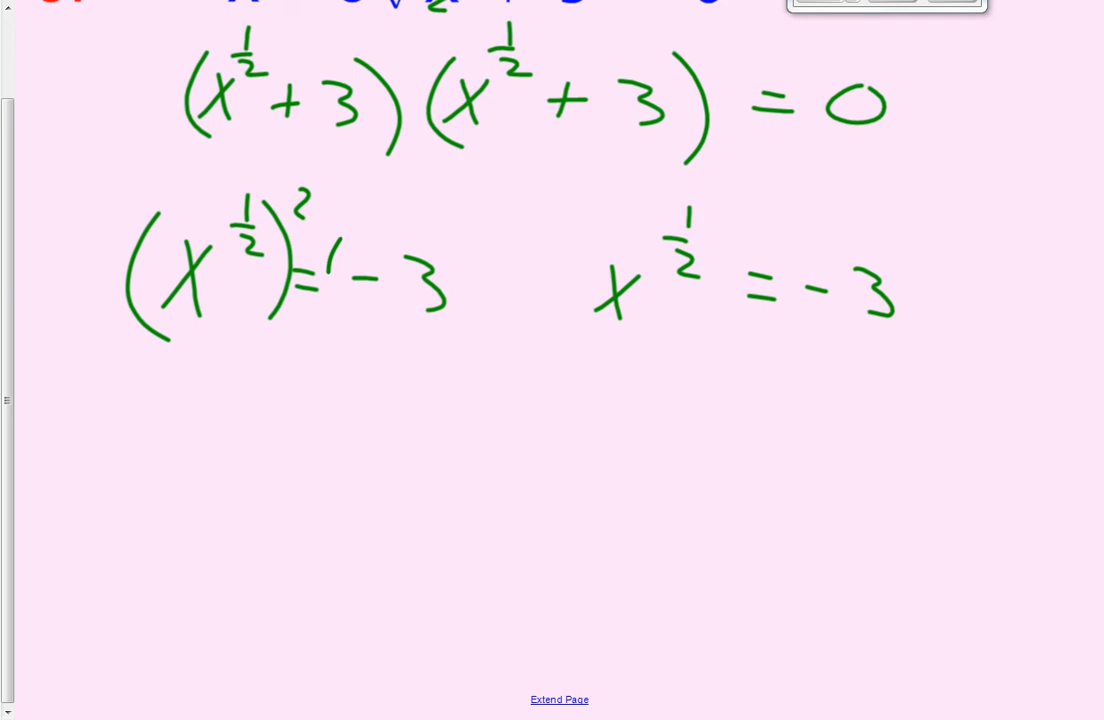 (x^{1/2} + 3)(x^{1/2} + 3) = 0
(x^{1/2})^2 = (-3    x^{1/2} = -3
Extend Page